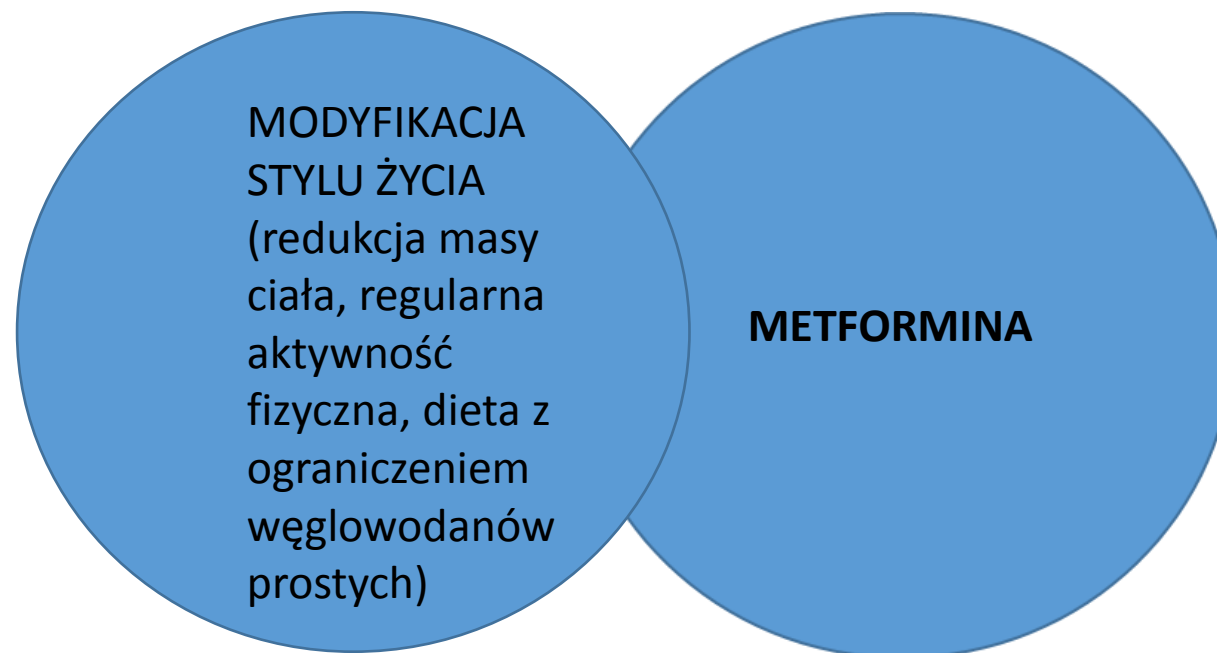 MODYFIKACJA
STYLU ŻYCIA
(redukcja masy
ciała, regularna
aktywność
fizyczna, dieta z
ograniczeniem
węglowodanów
prostych)
METFORMINA